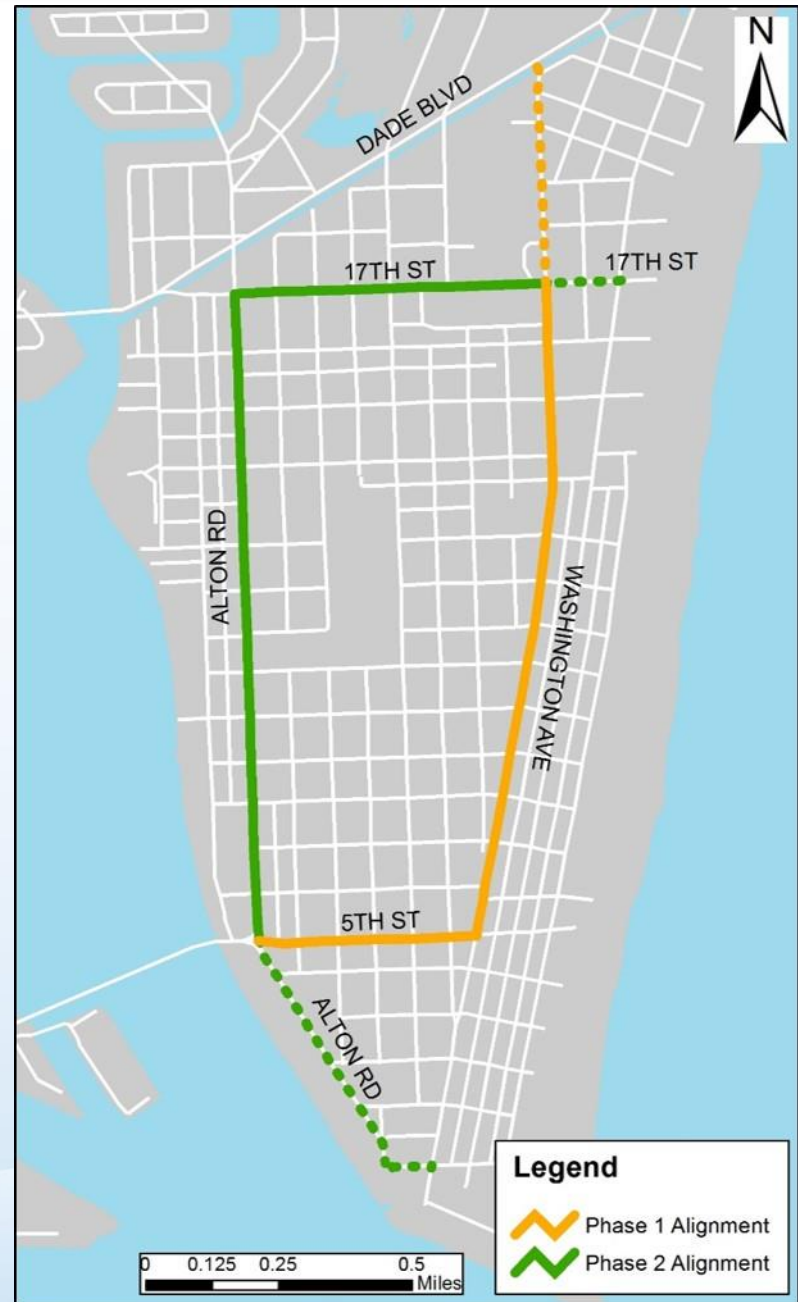 N
DADE BLVD
17TH ST
17TH ST
ALTON RD
WASHINGTON AVE
5TH ST
ALTON RD
Legend
Phase 1 Alignment
Phase 2 Alignment
0 0.125 0.25 0.5
Miles